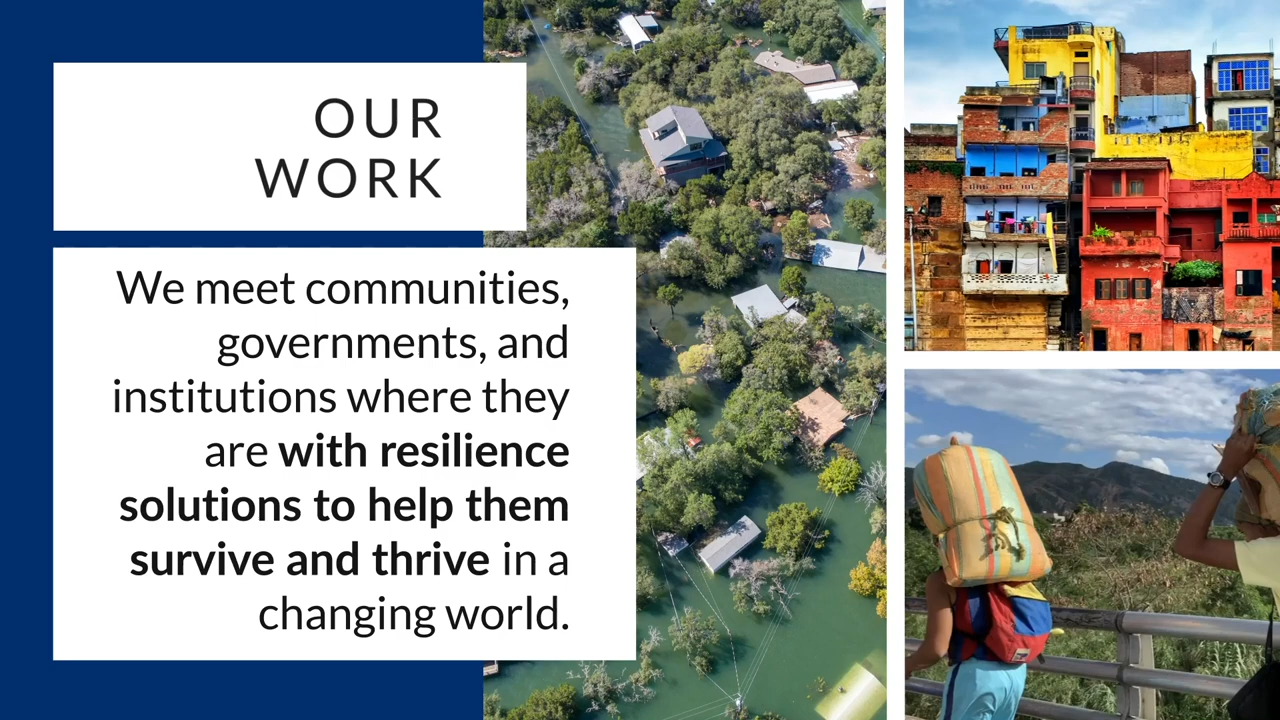 OUR
WORK
We meet communities,
governments, and
institutions where they
are with resilience
solutions to help them
survive and thrive in a
changing world.